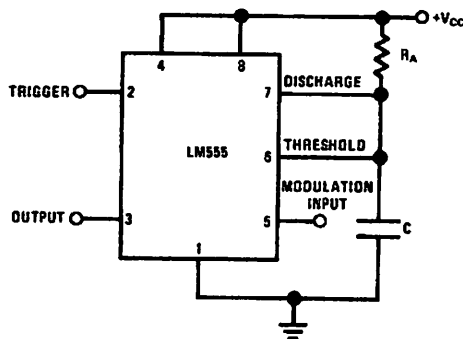 +VCC
4
8
RA
DISCHARGE
TRIGGER
2
7
THRESHOLD
LM555
6
MODULATION
INPUT
OUTPUT
3
5
C
1